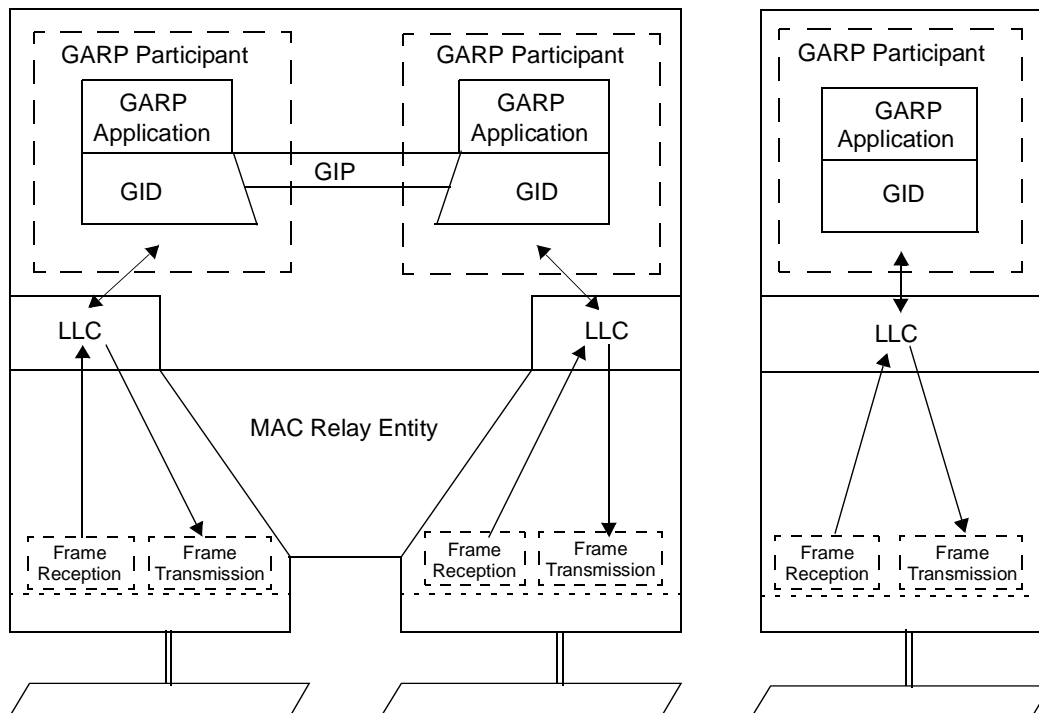 GARP Participant
GARP
Application
GID
GIP
GARP Participant
GARP
Application
GID
LLC
LLC
MAC Relay Entity
Frame
Reception
Frame
Transmission
Frame
Reception
Frame
Transmission
GARP Participant
GARP
Application
GID
LLC
Frame
Reception
Frame
Transmission